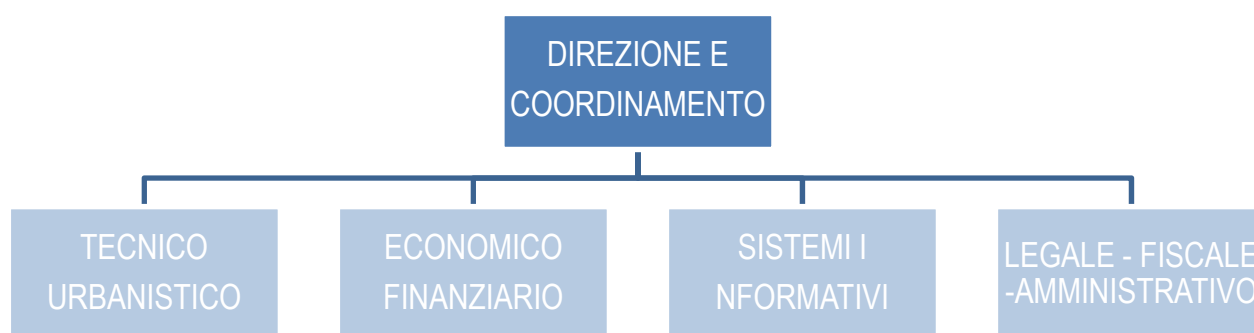 DIREZIONE E
COORDINAMENTO
TECNICO
URBANISTICO
ECONOMICO
FINANZIARIO
SISTEMI I
NFORMATIVI
LEGALE - FISCALE
-AMMINISTRATIVO